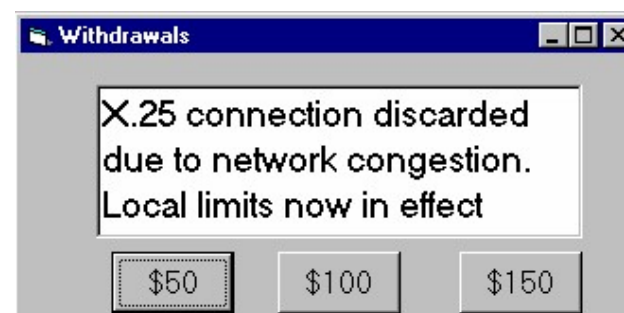 Withdrawals
X.25 connection discarded
due to network congestion.
Local limits now in effect
$50 $100 $150